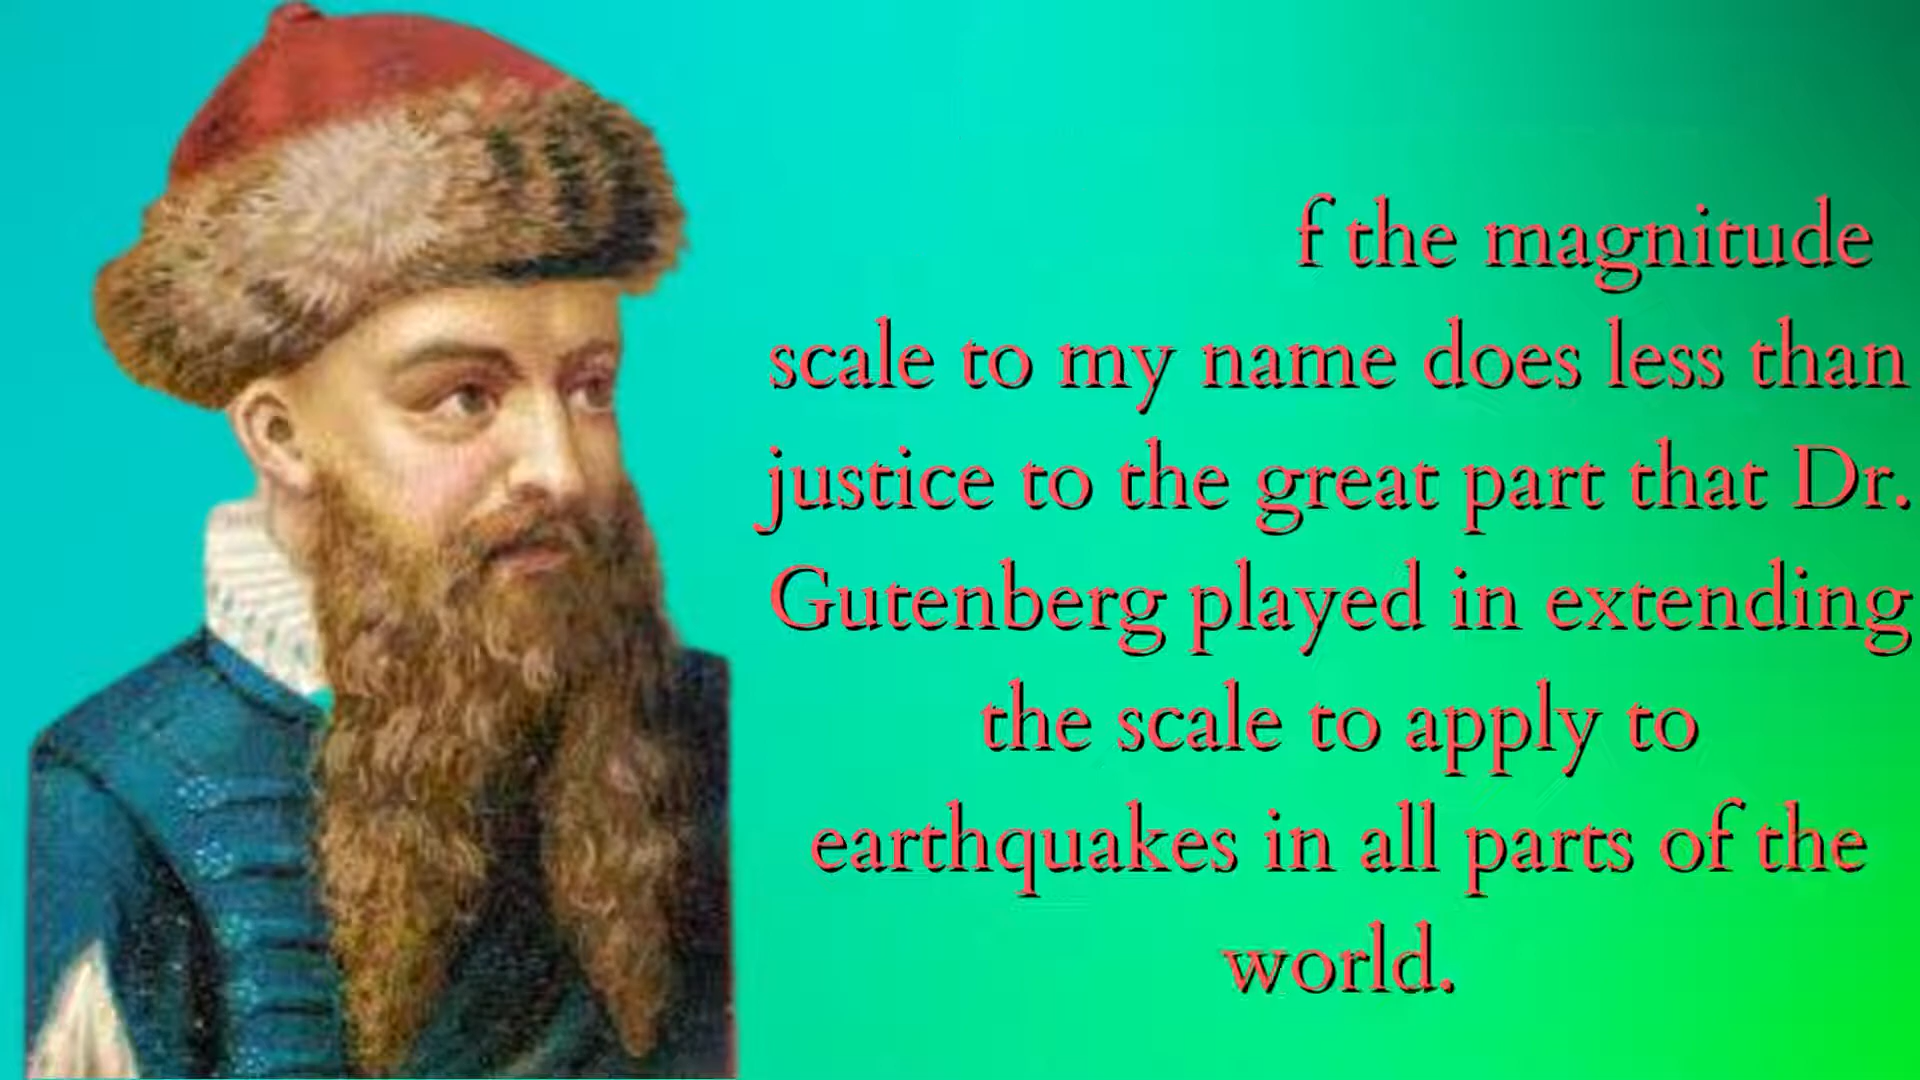 f the magnitude
scale to my name does less than
justice to the great part that Dr.
Gutenberg played in extending
the scale to apply to
earthquakes in all parts of the
world.